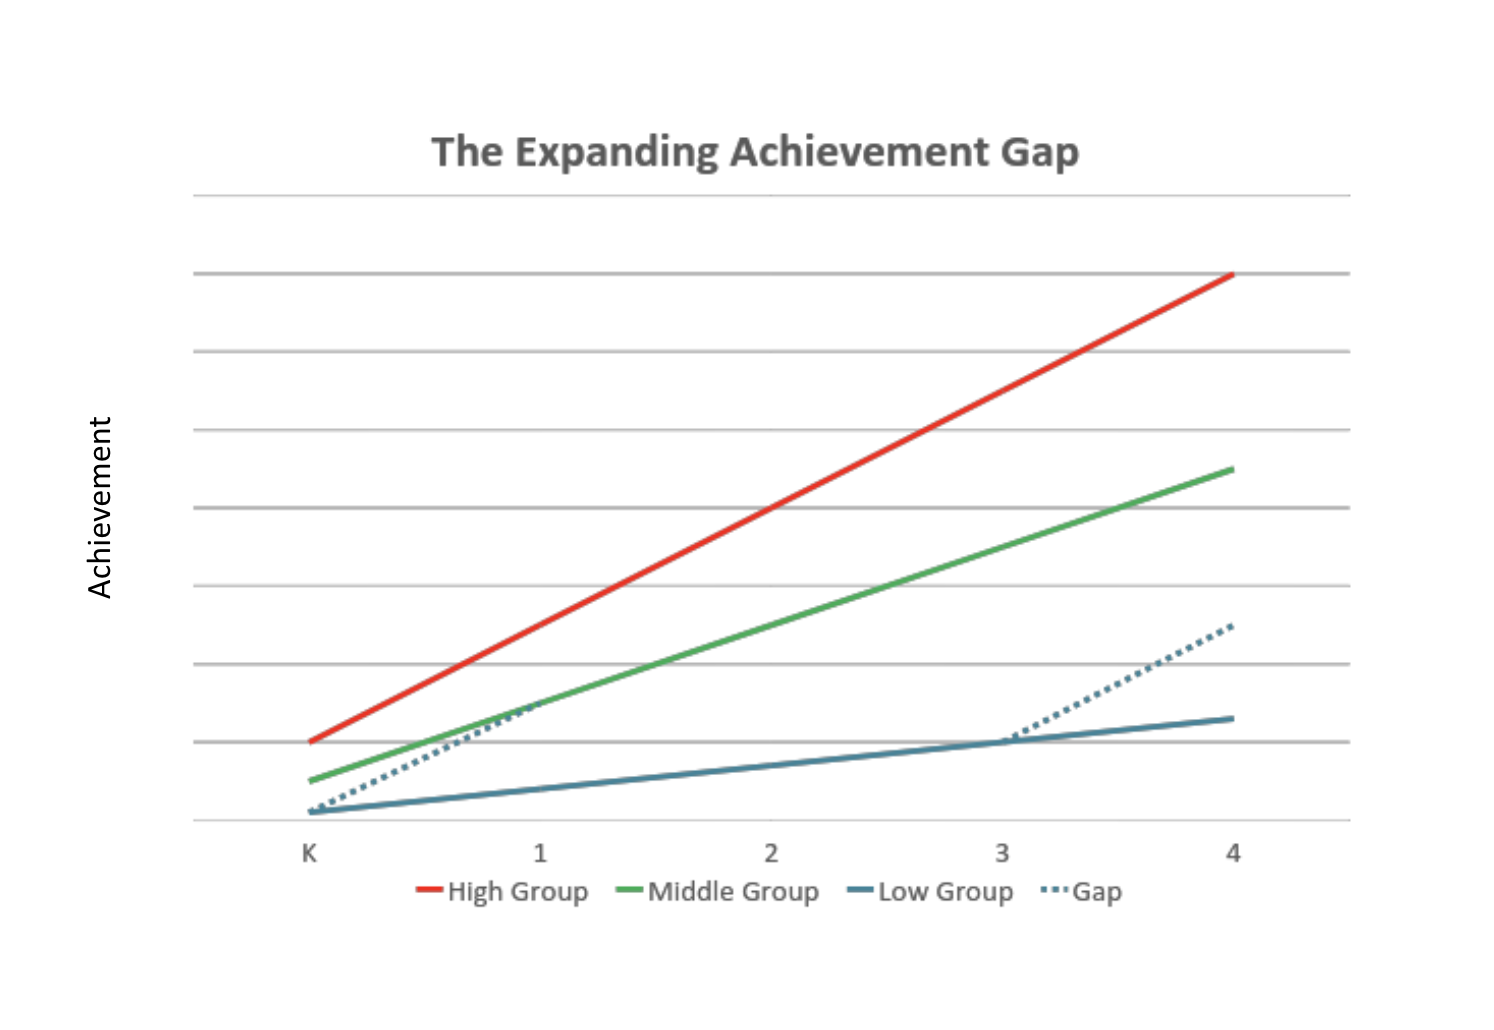 The Expanding Achievement Gap
Achievement
K 1 2 3 4
High Group Middle Group Low Group Gap